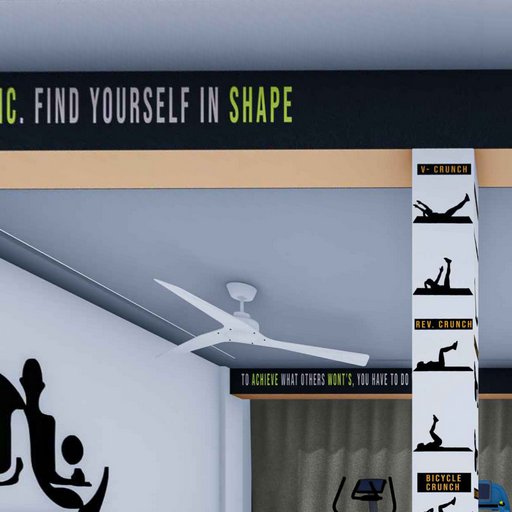 IC. FIND YOURSELF IN SHAPE
V- CRUNCH
REV. CRUNCH
TO ACHIEVE WHAT OTHERS WONT'S, YOU HAVE TO DO
BICYCLE
CRUNCH